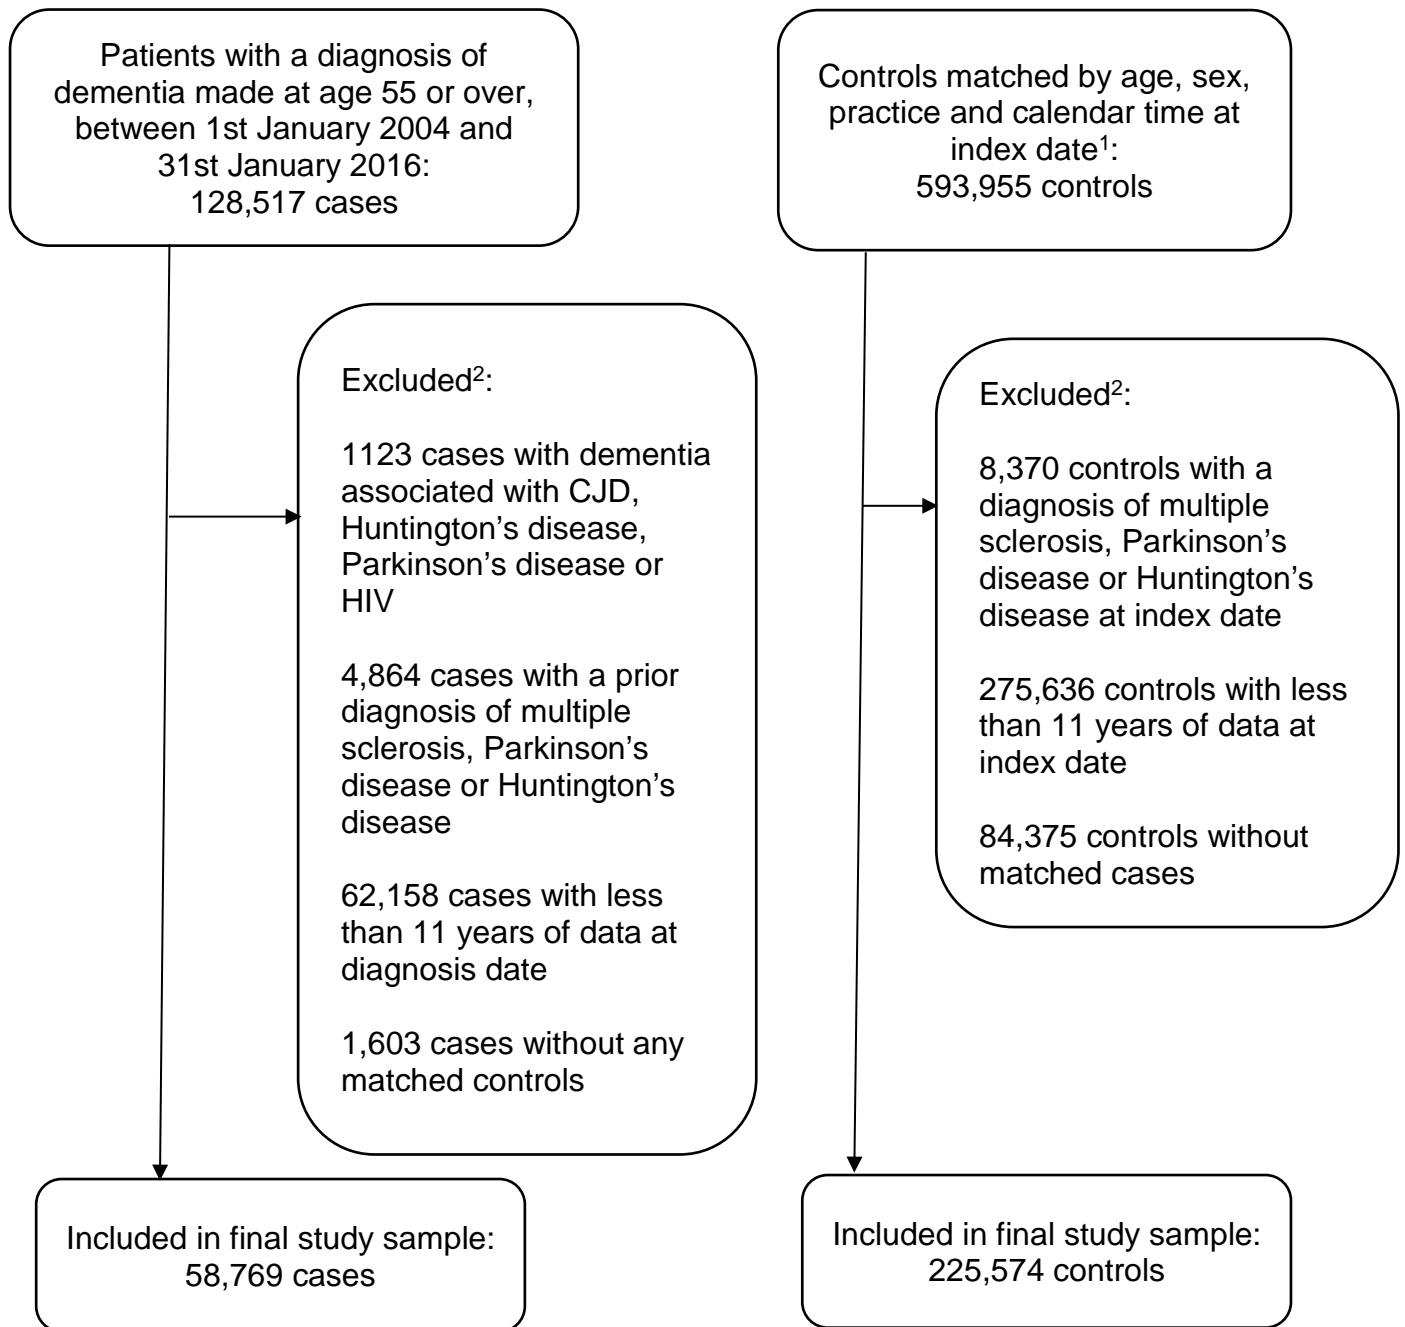 Patients with a diagnosis of
dementia made at age 55 or over,
between 1st January 2004 and
31st January 2016:
128,517 cases
Controls matched by age, sex,
practice and calendar time at
index date¹:
593,955 controls
Excluded²:
1123 cases with dementia
associated with CJD,
Huntington’s disease,
Parkinson’s disease or
HIV
4,864 cases with a prior
diagnosis of multiple
sclerosis, Parkinson’s
disease or Huntington’s
disease
62,158 cases with less
than 11 years of data at
diagnosis date
1,603 cases without any
matched controls
Excluded²:
8,370 controls with a
diagnosis of multiple
sclerosis, Parkinson’s
disease or Huntington’s
disease at index date
275,636 controls with less
than 11 years of data at
index date
84,375 controls without
matched cases
Included in final study sample:
58,769 cases
Included in final study sample:
225,574 controls